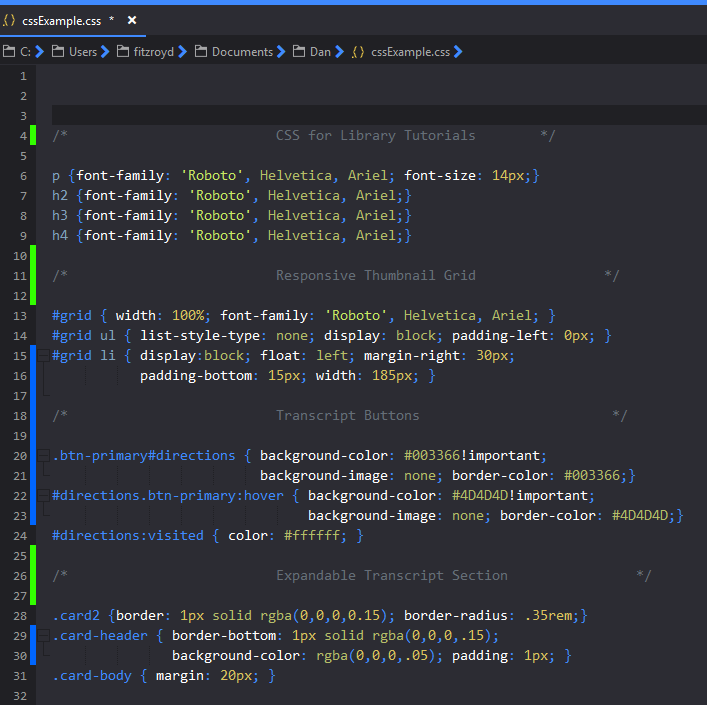 cssExample.css * ×
C: Users fitzroyd Documents Dan cssExample.css
1
2
3
4 /* CSS for Library Tutorials */
5
6 p {font-family: 'Roboto', Helvetica, Ariel; font-size: 14px;}
7 h2 {font-family: 'Roboto', Helvetica, Ariel;}
8 h3 {font-family: 'Roboto', Helvetica, Ariel;}
9 h4 {font-family: 'Roboto', Helvetica, Ariel;}
10
11 /* Responsive Thumbnail Grid */
12
13 #grid { width: 100%; font-family: 'Roboto', Helvetica, Ariel; }
14 #grid ul { list-style-type: none; display: block; padding-left: 0px; }
15 #grid li { display:block; float: left; margin-right: 30px;
16 padding-bottom: 15px; width: 185px; }
17
18 /* Transcript Buttons */
19
20 .btn-primary#directions { background-color: #003366!important;
21 background-image: none; border-color: #003366;}
22 #directions.btn-primary:hover { background-color: #4D4D4D!important;
23 background-image: none; border-color: #4D4D4D;}
24 #directions:visited { color: #ffffff; }
25
26 /* Expandable Transcript Section */
27
28 .card2 {border: 1px solid rgba(0,0,0,0.15); border-radius: .35rem;}
29 .card-header { border-bottom: 1px solid rgba(0,0,0,.15);
30 background-color: rgba(0,0,0,.05); padding: 1px; }
31 .card-body { margin: 20px; }
32